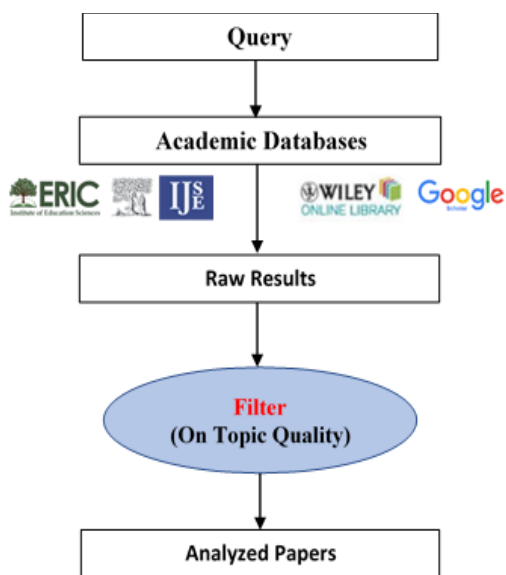 Query
Academic Databases
ERIC
Institute of Education Sciences
IJSE
WILEY
ONLINE LIBRARY
Google
Scholar
Raw Results
Filter
(On Topic Quality)
Analyzed Papers